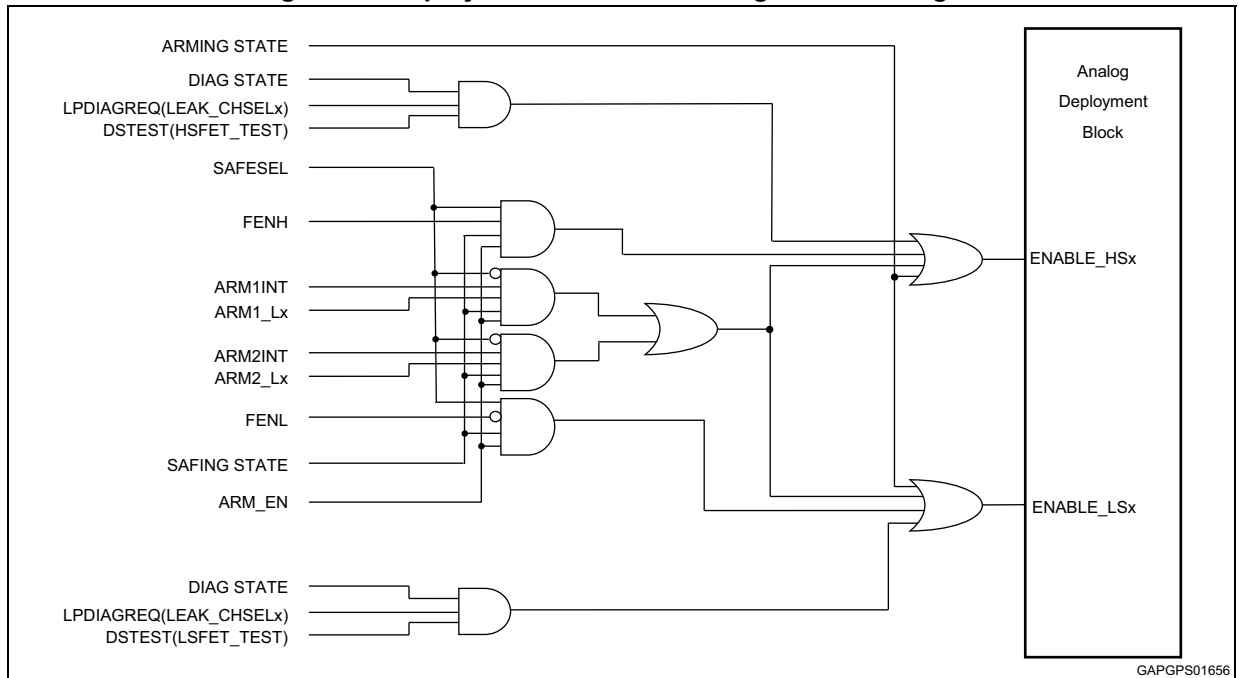 ARMING STATE
DIAG STATE
LPDIAGREQ(LEAK_CHSELx)
DSTEST(HSFET_TEST)
SAFESEL
FENH
ARM1INT
ARM1_Lx
ARM2INT
ARM2_Lx
FENL
SAFING STATE
ARM_EN
DIAG STATE
LPDIAGREQ(LEAK_CHSELx)
DSTEST(LSFET_TEST)
Analog
Deployment
Block
ENABLE_HSx
ENABLE_LSx
GAPGPS01656